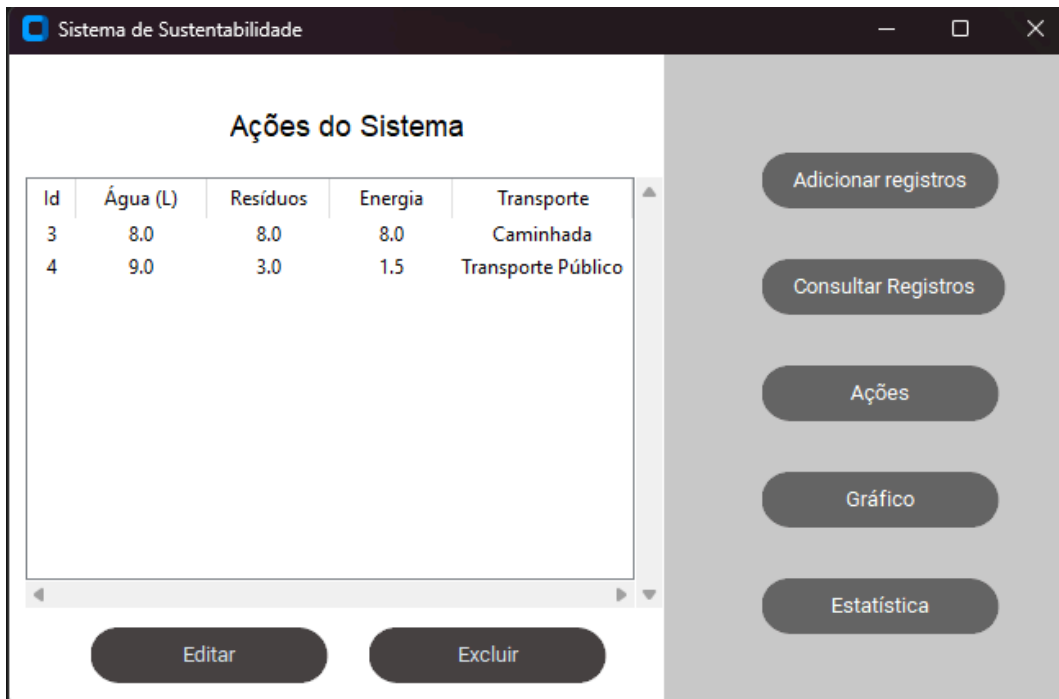 Sistema de Sustentabilidade
Ações do Sistema
Id Água (L) Resíduos Energia Transporte
3 8.0 8.0 8.0 Caminhada
4 9.0 3.0 1.5 Transporte Público
Editar Excluir
Adicionar registros
Consultar Registros
Ações
Gráfico
Estatística